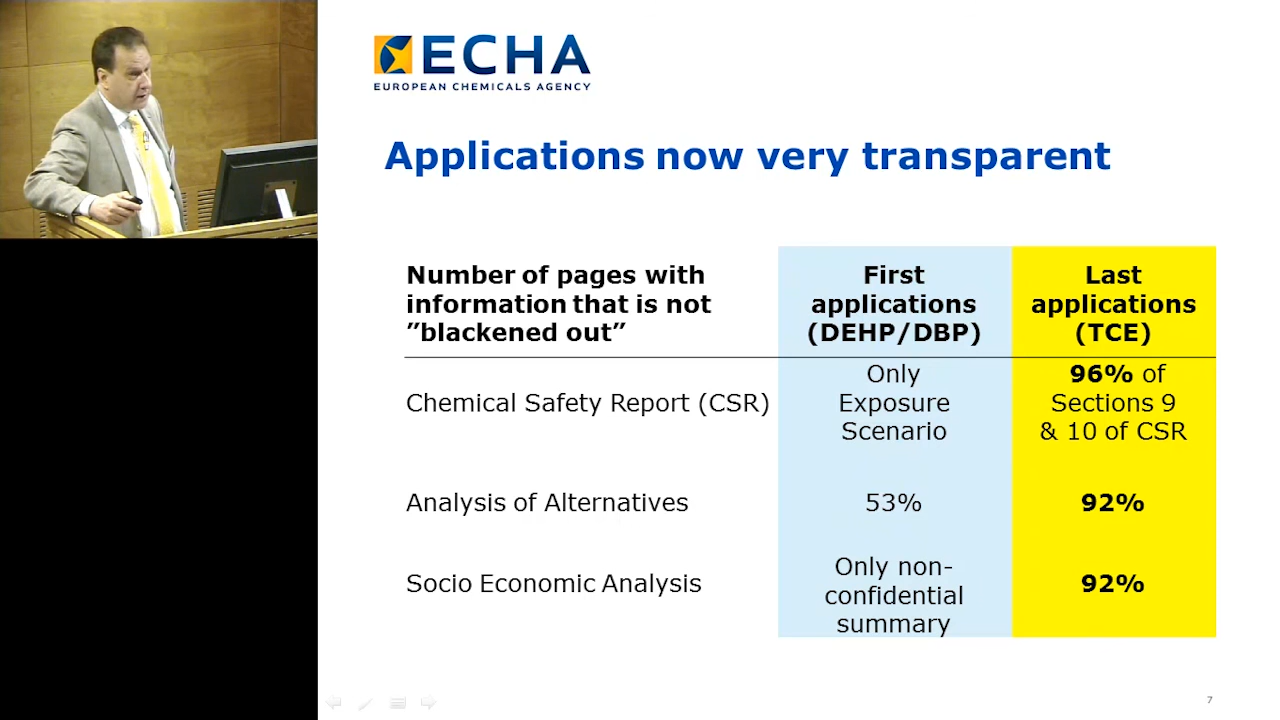 ECHA
EUROPEAN CHEMICALS AGENCY
Applications now very transparent
Number of pages with
information that is not
”blackened out”
First
applications
(DEHP/DBP)
Last
applications
(TCE)
Chemical Safety Report (CSR)
Only
Exposure
Scenario
96% of
Sections 9
& 10 of CSR
Analysis of Alternatives
53%
92%
Socio Economic Analysis
Only non-
confidential
summary
92%
7